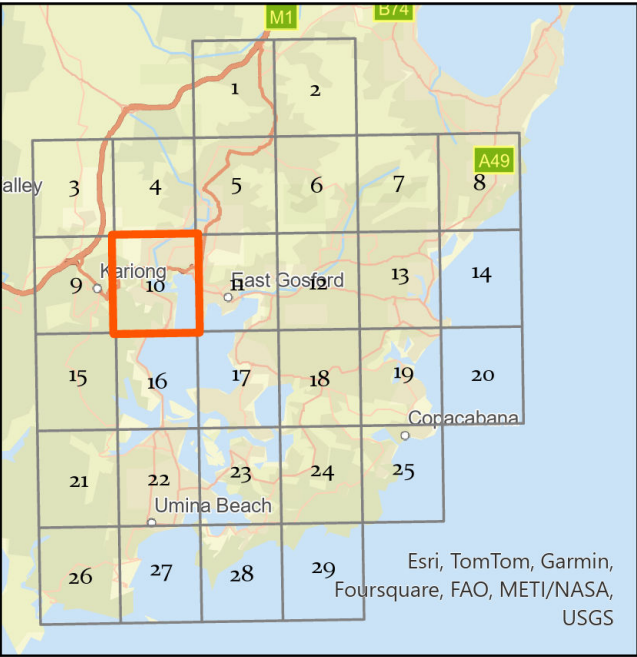 M1
B74
1
2
A49
alley
3
4
5
6
7
8
Kariong
East Gosford
9
10
11
12
13
14
15
16
17
18
19
20
Copacabana
21
22
23
24
25
Umina Beach
26
27
28
29
Esri, TomTom, Garmin,
Foursquare, FAO, METI/NASA,
USGS